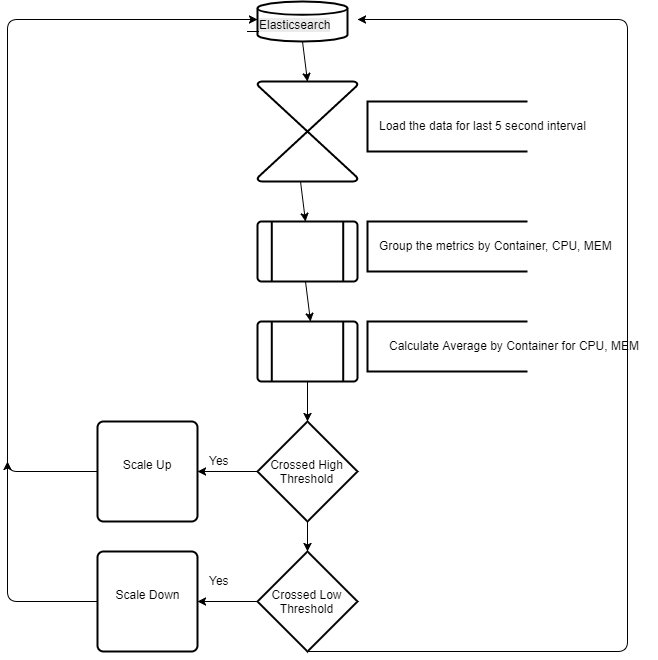 Elasticsearch
Load the data for last 5 second interval
Group the metrics by Container, CPU, MEM
Calculate Average by Container for CPU, MEM
Scale Up
Yes
Crossed High
Threshold
Scale Down
Yes
Crossed Low
Threshold